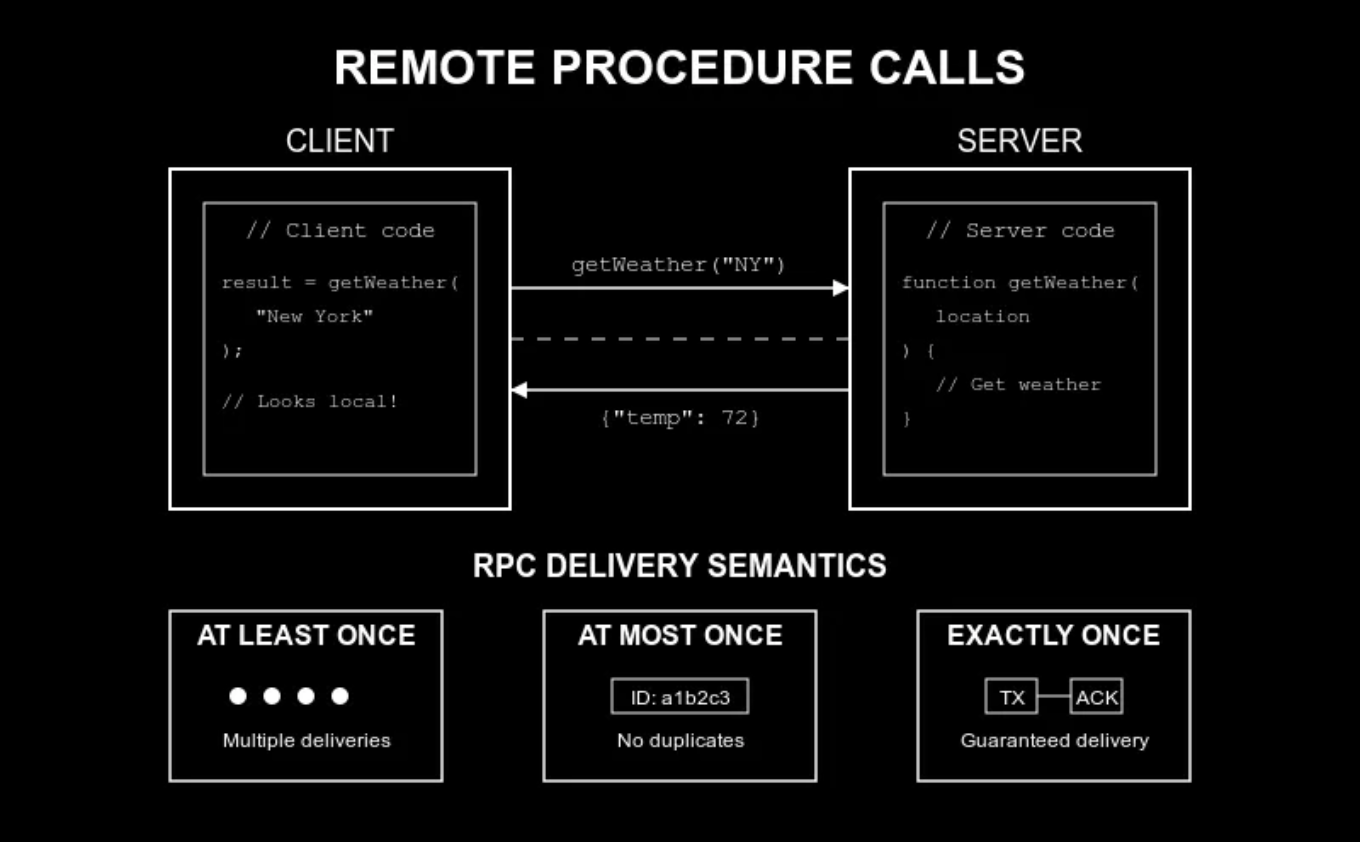 REMOTE PROCEDURE CALLS
CLIENT
// Client code
result = getWeather(
"New York"
);
// Looks local!
getWeather("NY")
{"temp": 72}
SERVER
// Server code
function getWeather(
location
) {
// Get weather
}
RPC DELIVERY SEMANTICS
AT LEAST ONCE
Multiple deliveries
AT MOST ONCE
ID: a1b2c3
No duplicates
EXACTLY ONCE
TX
ACK
Guaranteed delivery